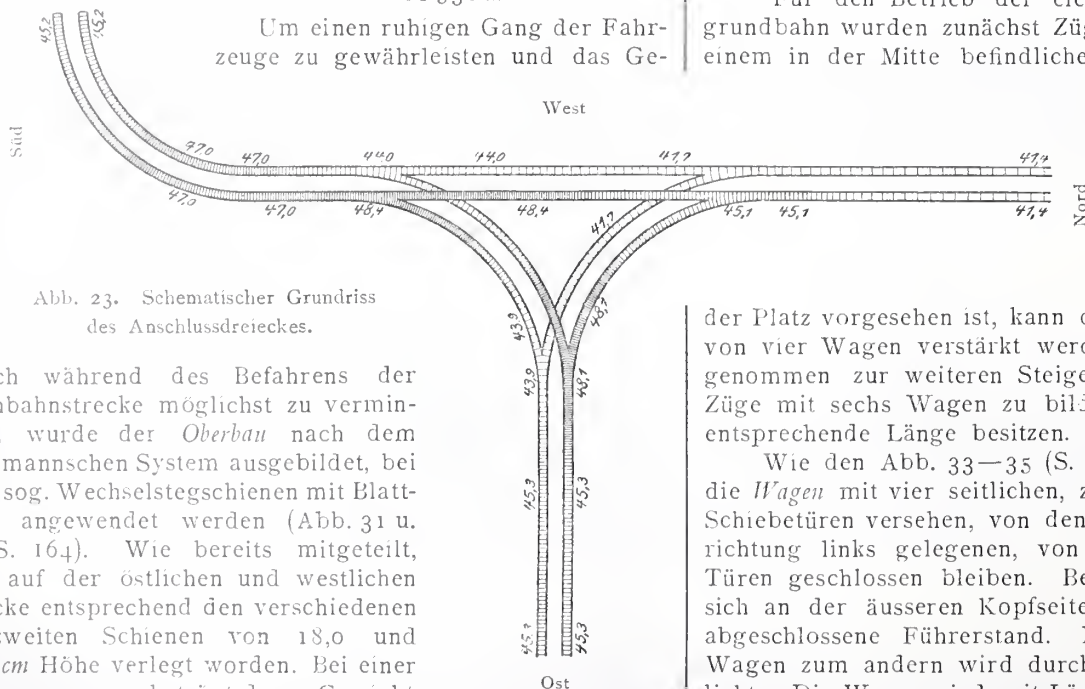 Um einen ruhigen Gang der Fahr-
zeuge zu gewährleisten und das Ge-
grundbahn wurden zunächst Züg
einem in der Mitte befindliche
West
Süd
Nord
45,2
45,2
47,0
47,0
44,0
44,0
41,7
41,4
47,0
47,0
48,4
48,4
41,7
45,1
45,1
41,4
43,9
48,1
43,9
48,1
45,3
45,3
45,3
45,3
Ost
Abb. 23. Schematischer Grundriss
des Anschlussdreieckes.
ch während des Befahrens der
nbahnstrecke möglichst zu vermin-
wurde der Oberbau nach dem
mannschen System ausgebildet, bei
sog. Wechselstegschienen mit Blatt-
angewendet werden (Abb. 31 u.
S. 164). Wie bereits mitgeteilt,
auf der östlichen und westlichen
cke entsprechend den verschiedenen
zweiten Schienen von 18,0 und
cm Höhe verlegt worden. Bei einer
der Platz vorgesehen ist, kann d
von vier Wagen verstärkt werd
genommen zur weiteren Steige
Züge mit sechs Wagen zu bil
entsprechende Länge besitzen.
Wie den Abb. 33—35 (S.
die Wagen mit vier seitlichen, z
Schiebetüren versehen, von den
richtung links gelegenen, von
Türen geschlossen bleiben. Be
sich an der äusseren Kopfseite
abgeschlossene Führerstand.
Wagen zum andern wird durch